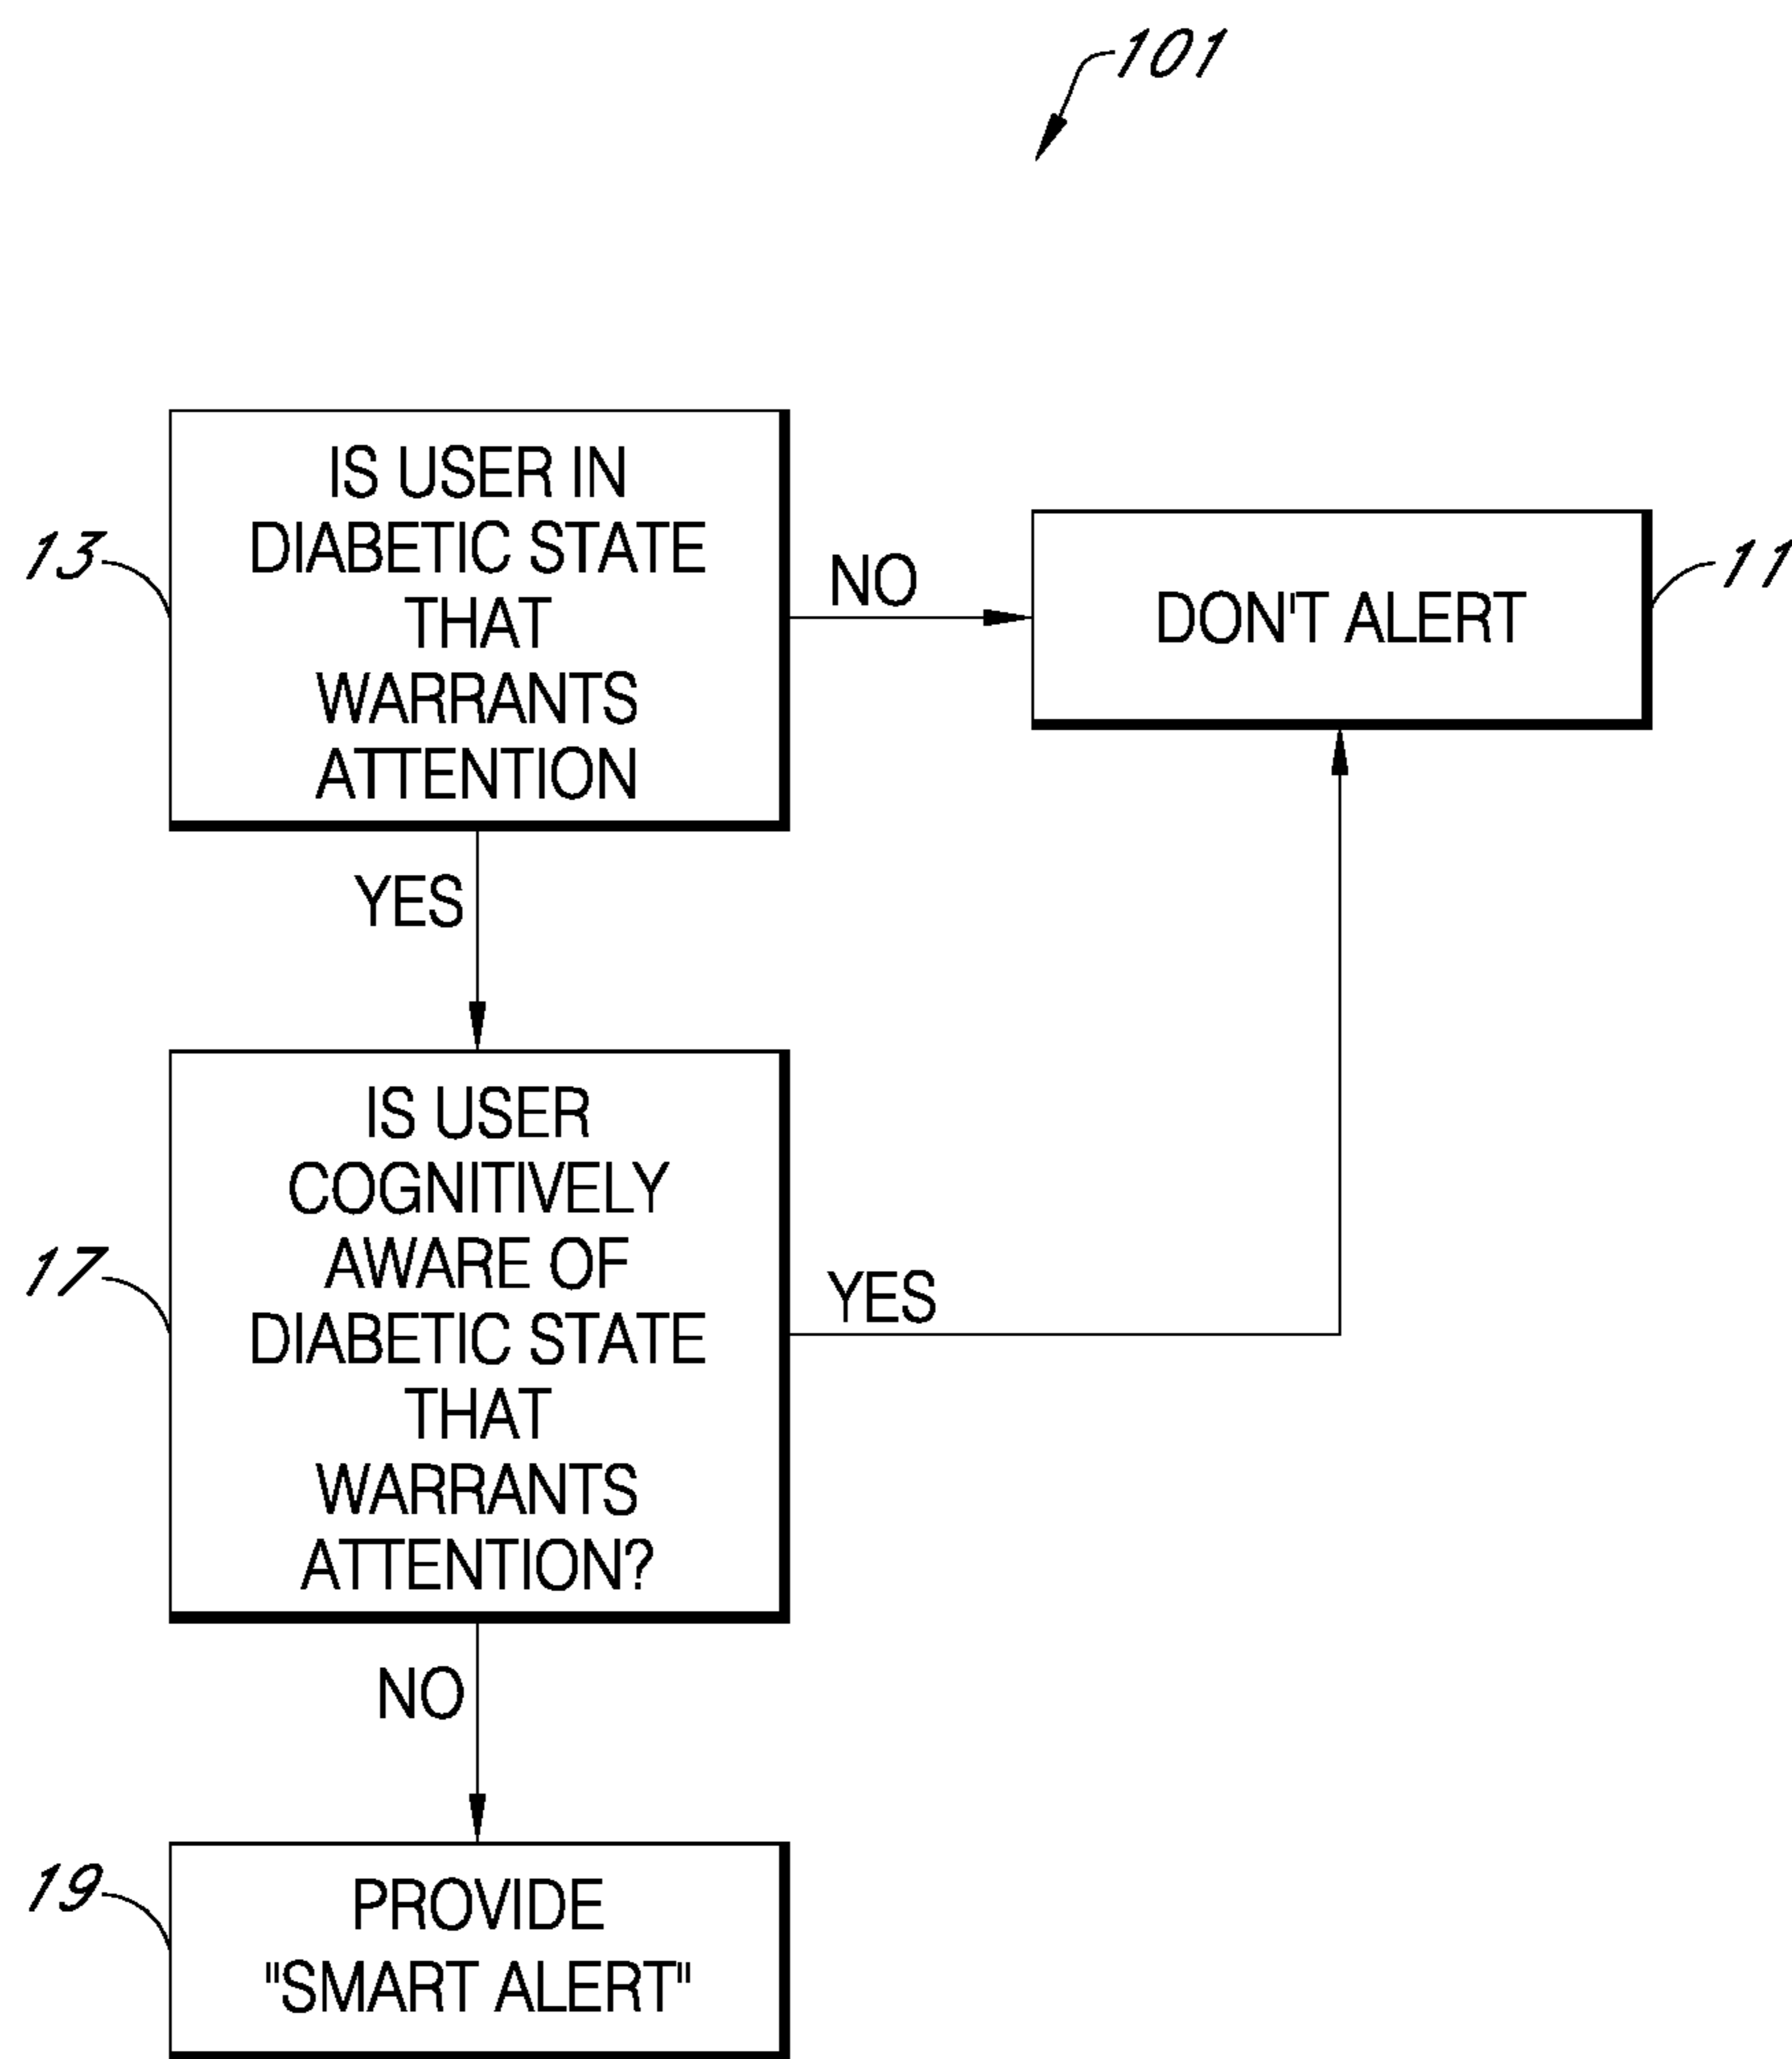 101
IS USER IN
DIABETIC STATE
THAT
WARRANTS
ATTENTION
13
NO
DON'T ALERT
11
YES
IS USER
COGNITIVELY
AWARE OF
DIABETIC STATE
THAT
WARRANTS
ATTENTION?
17
YES
NO
19
PROVIDE
"SMART ALERT"